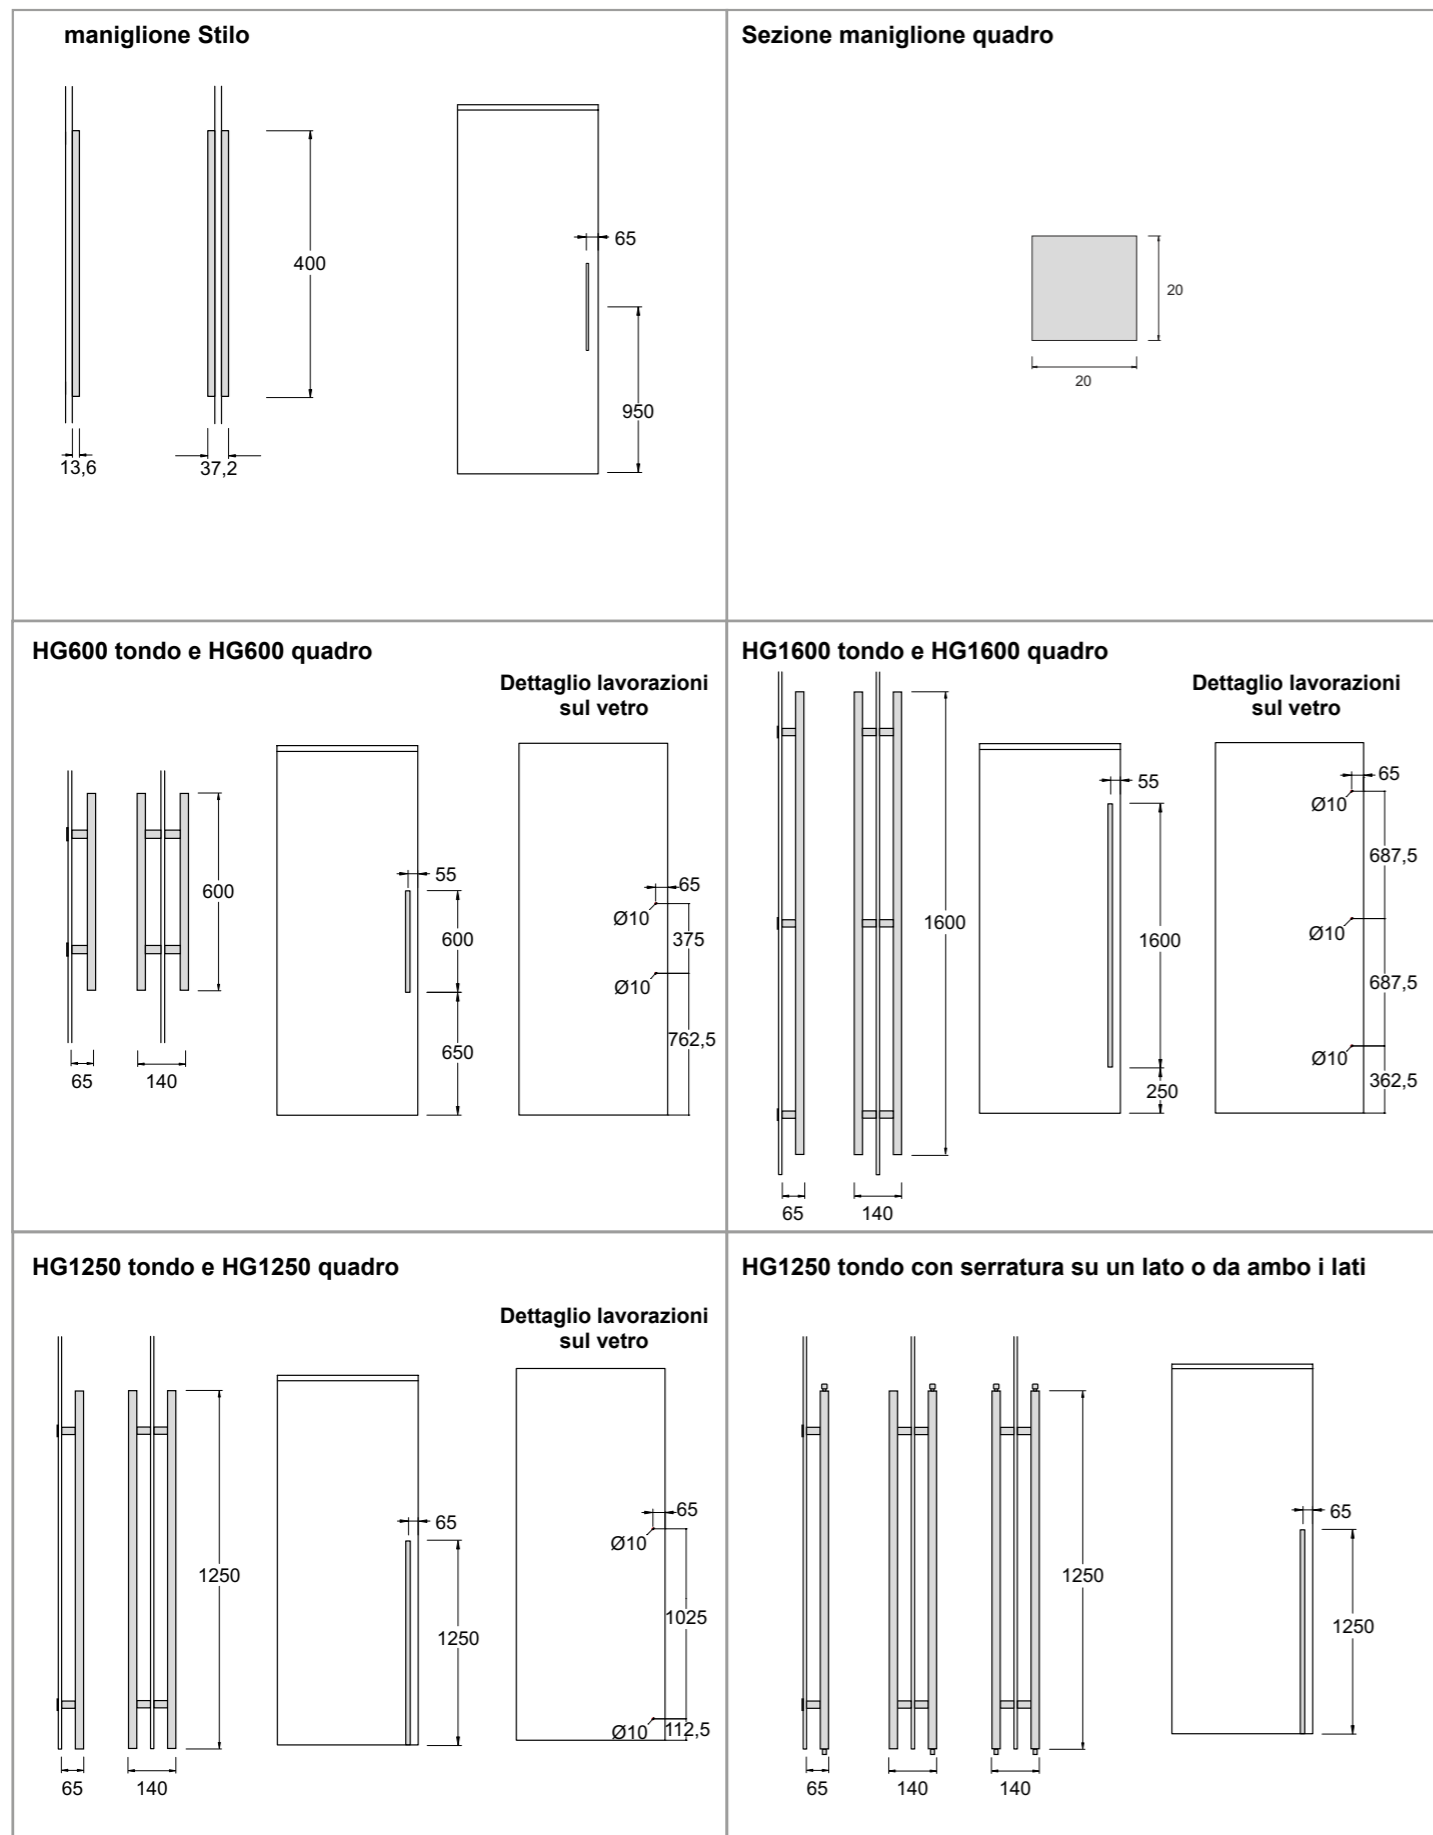 maniglione Stilo
65
400
950
13,6
37,2
Sezione maniglione quadro
20
20
HG600 tondo e HG600 quadro
Dettaglio lavorazioni
sul vetro
600
65
140
55
600
650
65
Ø10
375
Ø10
762,5
HG1600 tondo e HG1600 quadro
Dettaglio lavorazioni
sul vetro
1600
65
140
55
1600
250
65
Ø10
687,5
Ø10
687,5
Ø10
362,5
HG1250 tondo e HG1250 quadro
Dettaglio lavorazioni
sul vetro
1250
65
140
65
1250
65
Ø10
1025
Ø10
112,5
HG1250 tondo con serratura su un lato o da ambo i lati
1250
65
140
140
65
1250